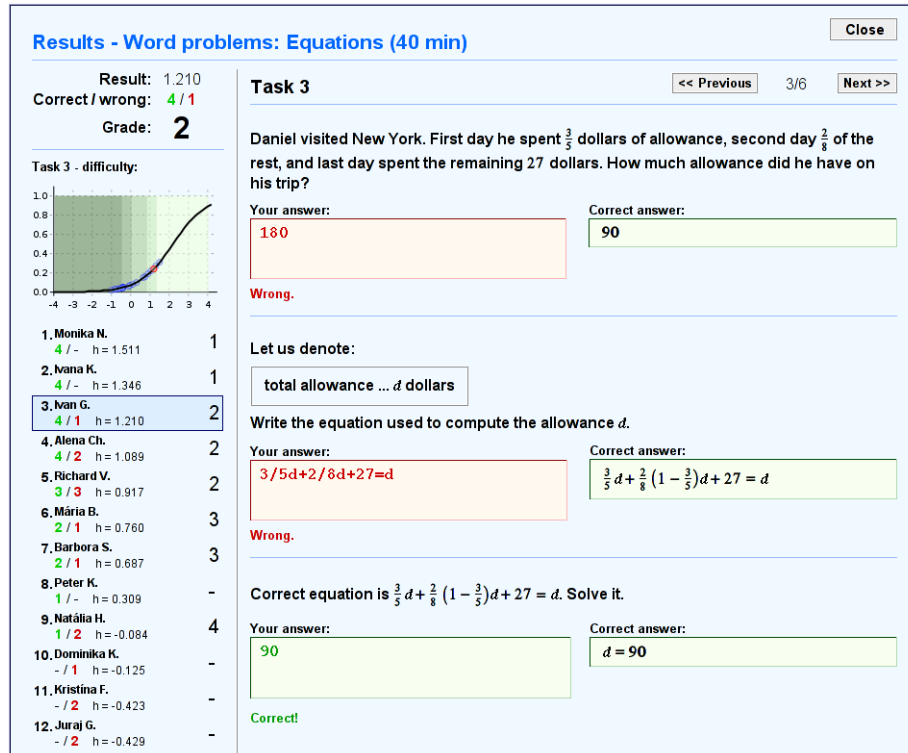 Close
Results - Word problems: Equations (40 min)
Result: 1.210
Correct / wrong: 4 / 1
Grade: 2
Task 3 - difficulty:
1.0
0.8
0.6
0.4
0.2
0.0
-4 -3 -2 -1 0 1 2 3 4
1. Monika N. 1
4 / - h = 1.511
2. Ivana K. 1
4 / - h = 1.346
3. Ivan G. 2
4 / 1 h = 1.210
4. Alena Ch. 2
4 / 2 h = 1.089
5. Richard V. 2
3 / 3 h = 0.917
6. Mária B. 3
2 / 1 h = 0.760
7. Barbora S. 3
2 / 1 h = 0.687
8. Peter K. -
1 / - h = 0.309
9. Natália H. 4
1 / 2 h = -0.084
10. Dominika K. -
- / 1 h = -0.125
11. Kristína F. -
- / 2 h = -0.423
12. Juraj G. -
- / 2 h = -0.429
Task 3 << Previous 3/6 Next >>
Daniel visited New York. First day he spent 3/5 dollars of allowance, second day 2/8 of the
rest, and last day spent the remaining 27 dollars. How much allowance did he have on
his trip?
Your answer: Correct answer:
180 90
Wrong.
Let us denote:
total allowance ... d dollars
Write the equation used to compute the allowance d.
Your answer: Correct answer:
3/5d+2/8d+27=d 3/5 d + 2/8 (1 − 3/5)d + 27 = d
Wrong.
Correct equation is 3/5 d + 2/8 (1 − 3/5)d + 27 = d. Solve it.
Your answer: Correct answer:
90 d = 90
Correct!